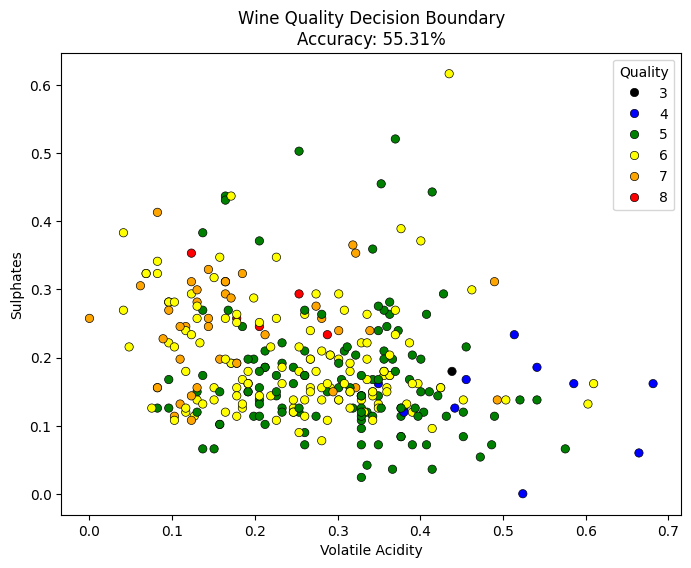 Wine Quality Decision Boundary
Accuracy: 55.31%
Quality
3
4
5
6
7
8
Sulphates
0.6
0.5
0.4
0.3
0.2
0.1
0.0
0.0 0.1 0.2 0.3 0.4 0.5 0.6 0.7
Volatile Acidity